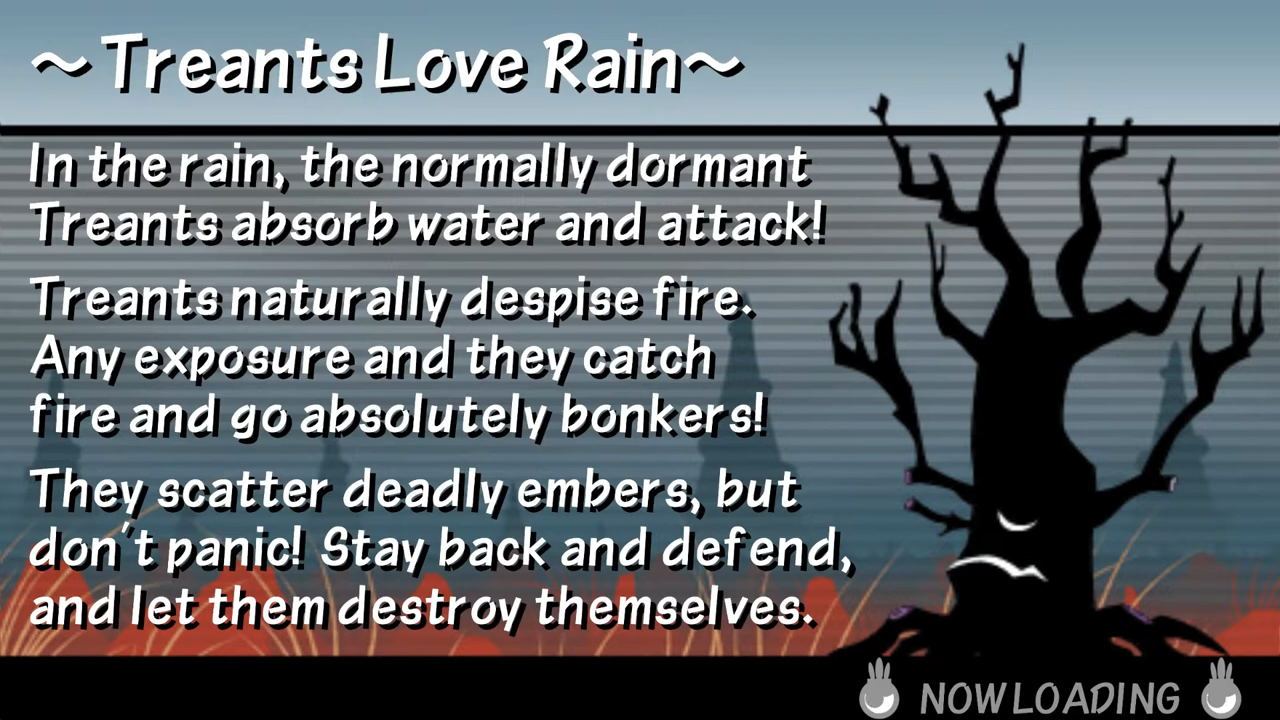 ~Treants Love Rain~
In the rain, the normally dormant
Treants absorb water and attack!
Treants naturally despise fire.
Any exposure and they catch
fire and go absolutely bonkers!
They scatter deadly embers, but
don't panic! Stay back and defend,
and let them destroy themselves.
NOW LOADING